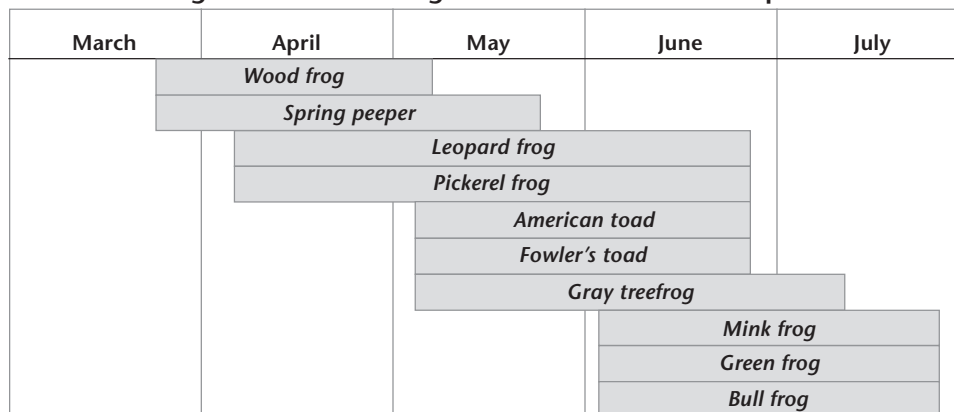 March April May June July
Wood frog
Spring peeper
Leopard frog
Pickerel frog
American toad
Fowler's toad
Gray treefrog
Mink frog
Green frog
Bull frog